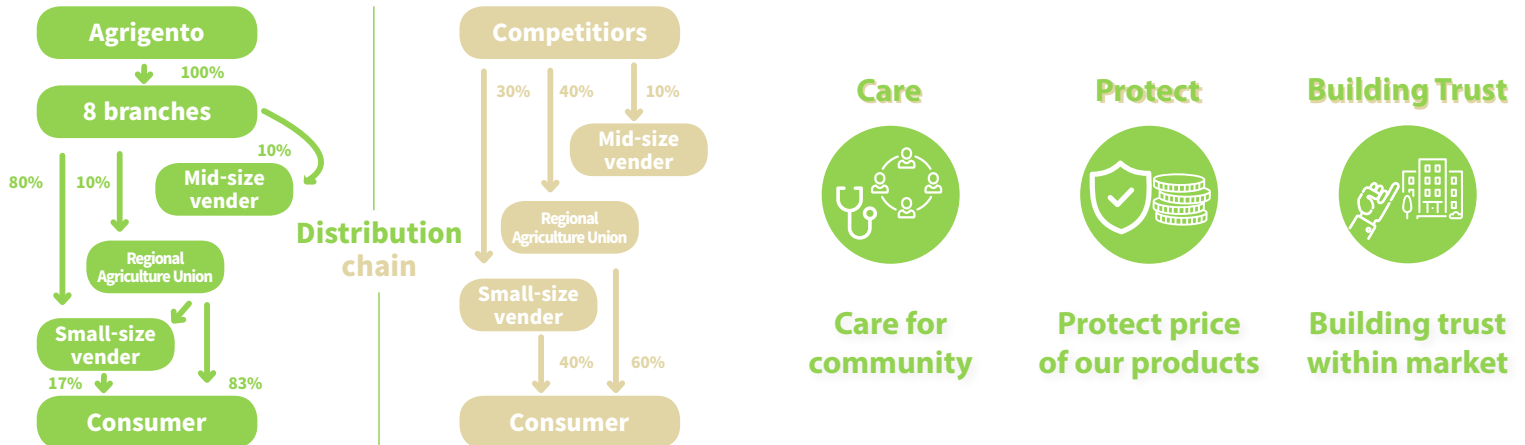 Agrigento
100%
8 branches
10%
80%
10%
Mid-size
vender
Regional
Agriculture Union
Small-size
vender
17%
83%
Consumer
Distribution
chain
Competitiors
30%
40%
10%
Mid-size
vender
Regional
Agriculture Union
Small-size
vender
40%
60%
Consumer
Care
Protect
Building Trust
Care for
community
Protect price
of our products
Building trust
within market